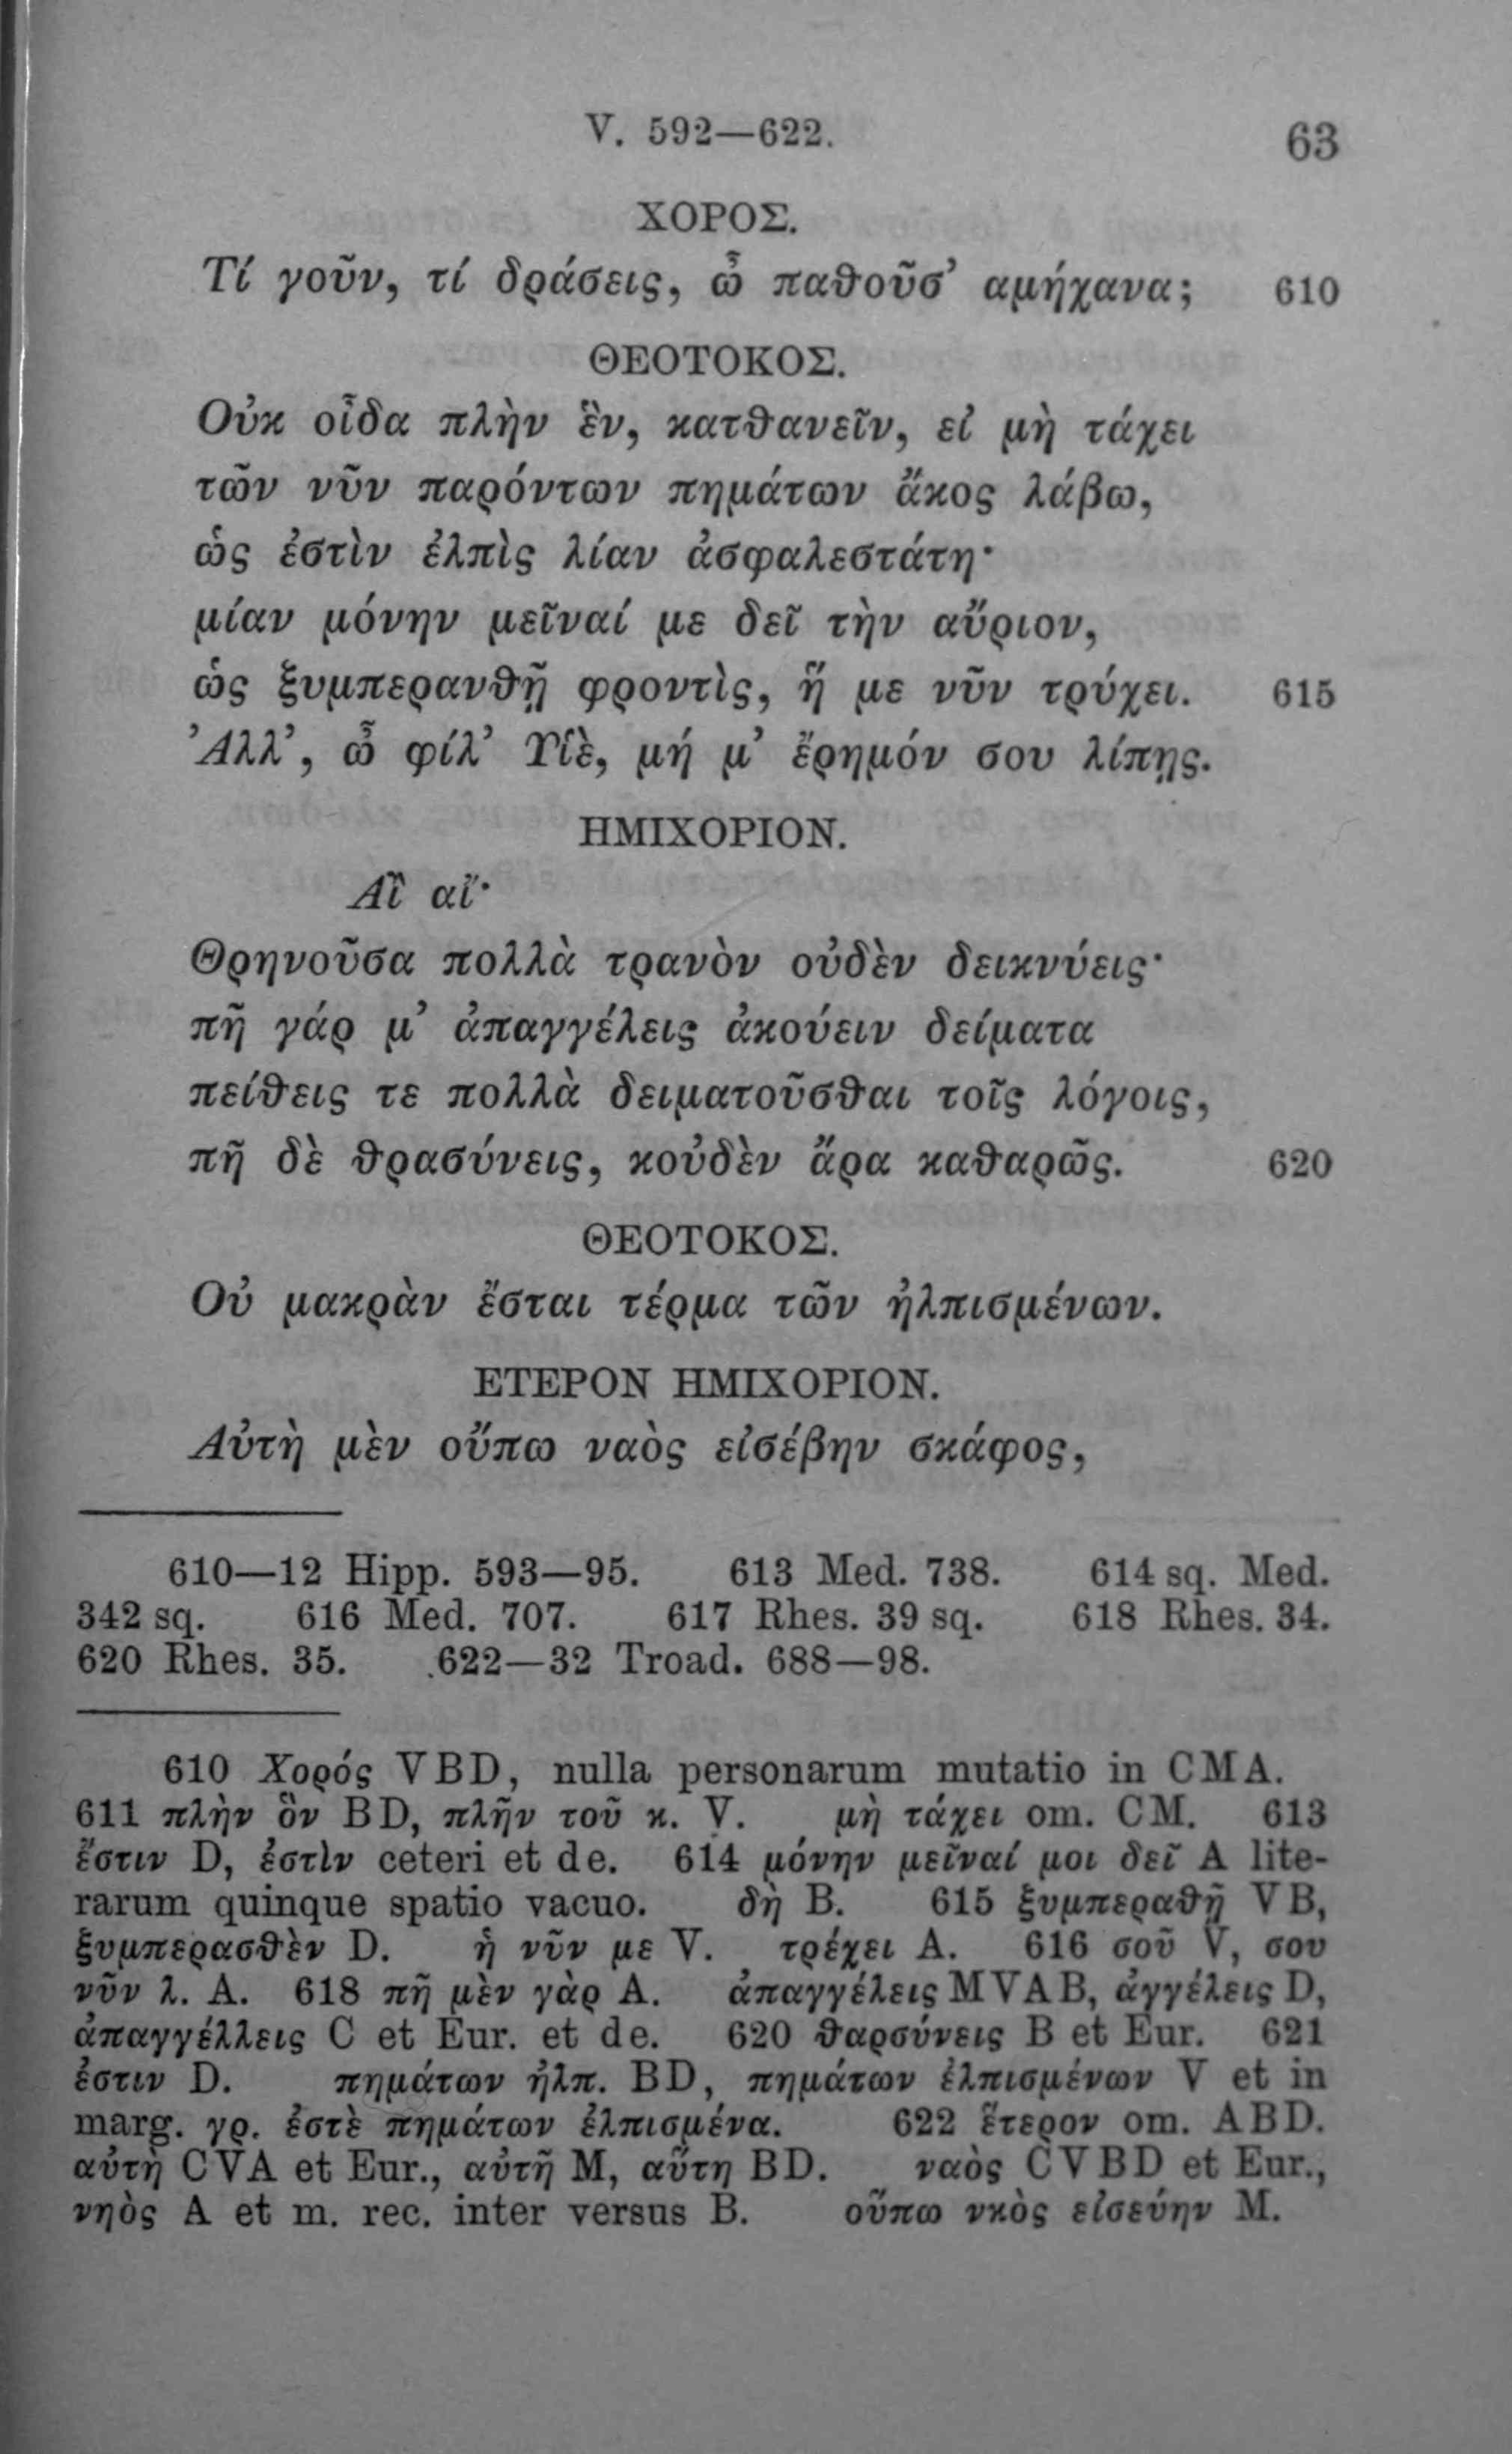 V. 592—622.
63
ΧΟΡΟΣ.
Τί γοῦν, τί δράσεις, ὦ παθοῦσ’ αμήχανα; 610
ΘΕΟΤΟΚΟΣ.
Οὐκ οἶδα πλὴν ἓν, κατθανεῖν, εἰ μὴ τάχει
τῶν νῦν παρόντων πημάτων ἄκος λάβω,
ὡς ἐστὶν ἐλπὶς λίαν ἀσφαλεστάτη·
μίαν μόνην μεῖναί με δεῖ τὴν αὔριον,
ὡς ξυμπερανθῇ φροντὶς, ἥ με νῦν τρύχει. 615
Ἀλλ’, ὦ φίλ’ Υἱὲ, μή μ’ ἔρημόν σου λίπῃς.
ΗΜΙΧΟΡΙΟΝ.
Αἲ αἴ·
Θρηνοῦσα πολλὰ τρανὸν οὐδὲν δεικνύεις·
πῆ γάρ μ’ ἀπαγγέλεις ἀκούειν δείματα
πείθεις τε πολλὰ δειματοῦσθαι τοῖς λόγοις,
πῆ δὲ θρασύνεις, κοὐδὲν ἄρα καθαρῶς. 620
ΘΕΟΤΟΚΟΣ.
Οὐ μακρὰν ἔσται τέρμα τῶν ἠλπισμένων.
ΕΤΕΡΟΝ ΗΜΙΧΟΡΙΟΝ.
Αὐτὴ μὲν οὔπω ναὸς εἰσέβην σκάφος,
610—12 Hipp. 593—95. 613 Med. 738. 614 sq. Med.
342 sq. 616 Med. 707. 617 Rhes. 39 sq. 618 Rhes. 34.
620 Rhes. 35. 622—32 Troad. 688—98.
610 Χορός VBD, nulla personarum mutatio in CMA.
611 πλὴν ὃν BD, πλῆν τοῦ κ. V. μὴ τάχει om. CM. 613
ἔστιν D, ἐστὶν ceteri et de. 614 μόνην μεῖναί μοι δεῖ A lite-
rarum quinque spatio vacuo. δὴ B. 615 ξυμπεραθῇ VB,
ξυμπερασθὲν D. ἡ νῦν με V. τρέχει A. 616 σοῦ V, σου
νῦν λ. A. 618 πῆ μὲν γὰρ A. ἀπαγγέλεις MVAB, ἀγγέλεις D,
ἀπαγγέλλεις C et Eur. et de. 620 θαρσύνεις B et Eur. 621
ἐστιν D. πημάτων ἠλπ. BD, πημάτων ἐλπισμένων V et in
marg. γρ. ἐστὲ πημάτων ἐλπισμένα. 622 ἕτερον om. ABD.
αὐτὴ CVA et Eur., αὐτῆ M, αὕτη BD. ναὸς CVBD et Eur.,
νηὸς A et m. rec. inter versus B. οὔπω νκὸς εἰσεύην M.